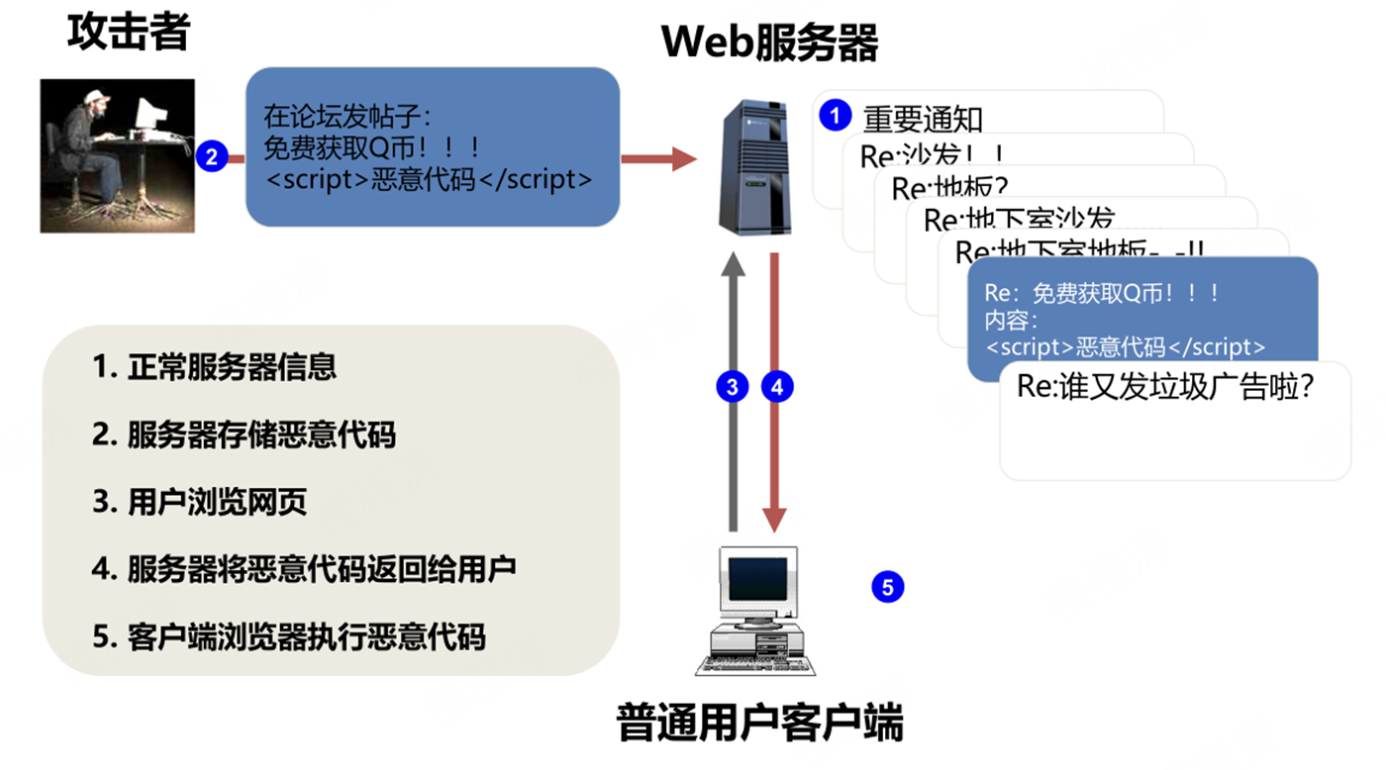 攻击者
Web服务器
2
在论坛发帖子：
免费获取Q币！！！
<script>恶意代码</script>
1
重要通知
Re:沙发！！
Re:地板？
Re:地下室沙发
Re:地下室地板-_-!!
Re：免费获取Q币！！！
内容：
<script>恶意代码</script>
Re:谁又发垃圾广告啦？
3
4
1. 正常服务器信息
2. 服务器存储恶意代码
3. 用户浏览网页
4. 服务器将恶意代码返回给用户
5. 客户端浏览器执行恶意代码
5
普通用户客户端